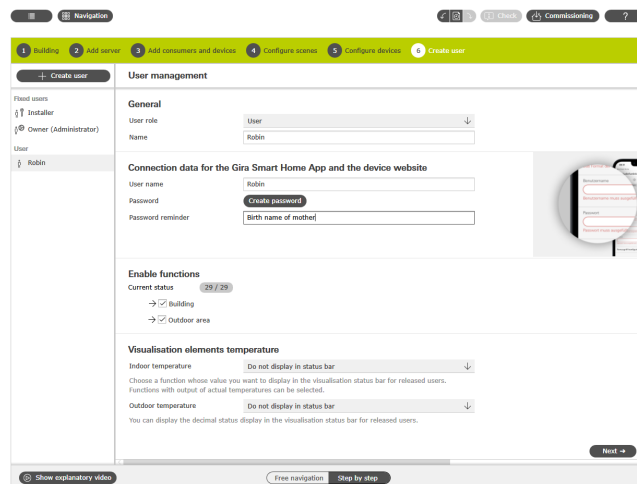 Navigation
Check
Commissioning
?
1 Building
2 Add server
3 Add consumers and devices
4 Configure scenes
5 Configure devices
6 Create user
+ Create user
Fixed users
Installer
Owner (Administrator)
User
Robin
User management
General
User role
User
Name
Robin
Connection data for the Gira Smart Home App and the device website
User name
Robin
Password
Create password
Password reminder
Birth name of mother
Benutzername
Passwort
Enable functions
Current status
29 / 29
Building
Outdoor area
Visualisation elements temperature
Indoor temperature
Do not display in status bar
Choose a function whose value you want to display in the visualisation status bar for released users.
Functions with output of actual temperatures can be selected.
Outdoor temperature
Do not display in status bar
You can display the decimal status display in the visualisation status bar for released users.
Next →
Show explanatory video
Free navigation
Step by step